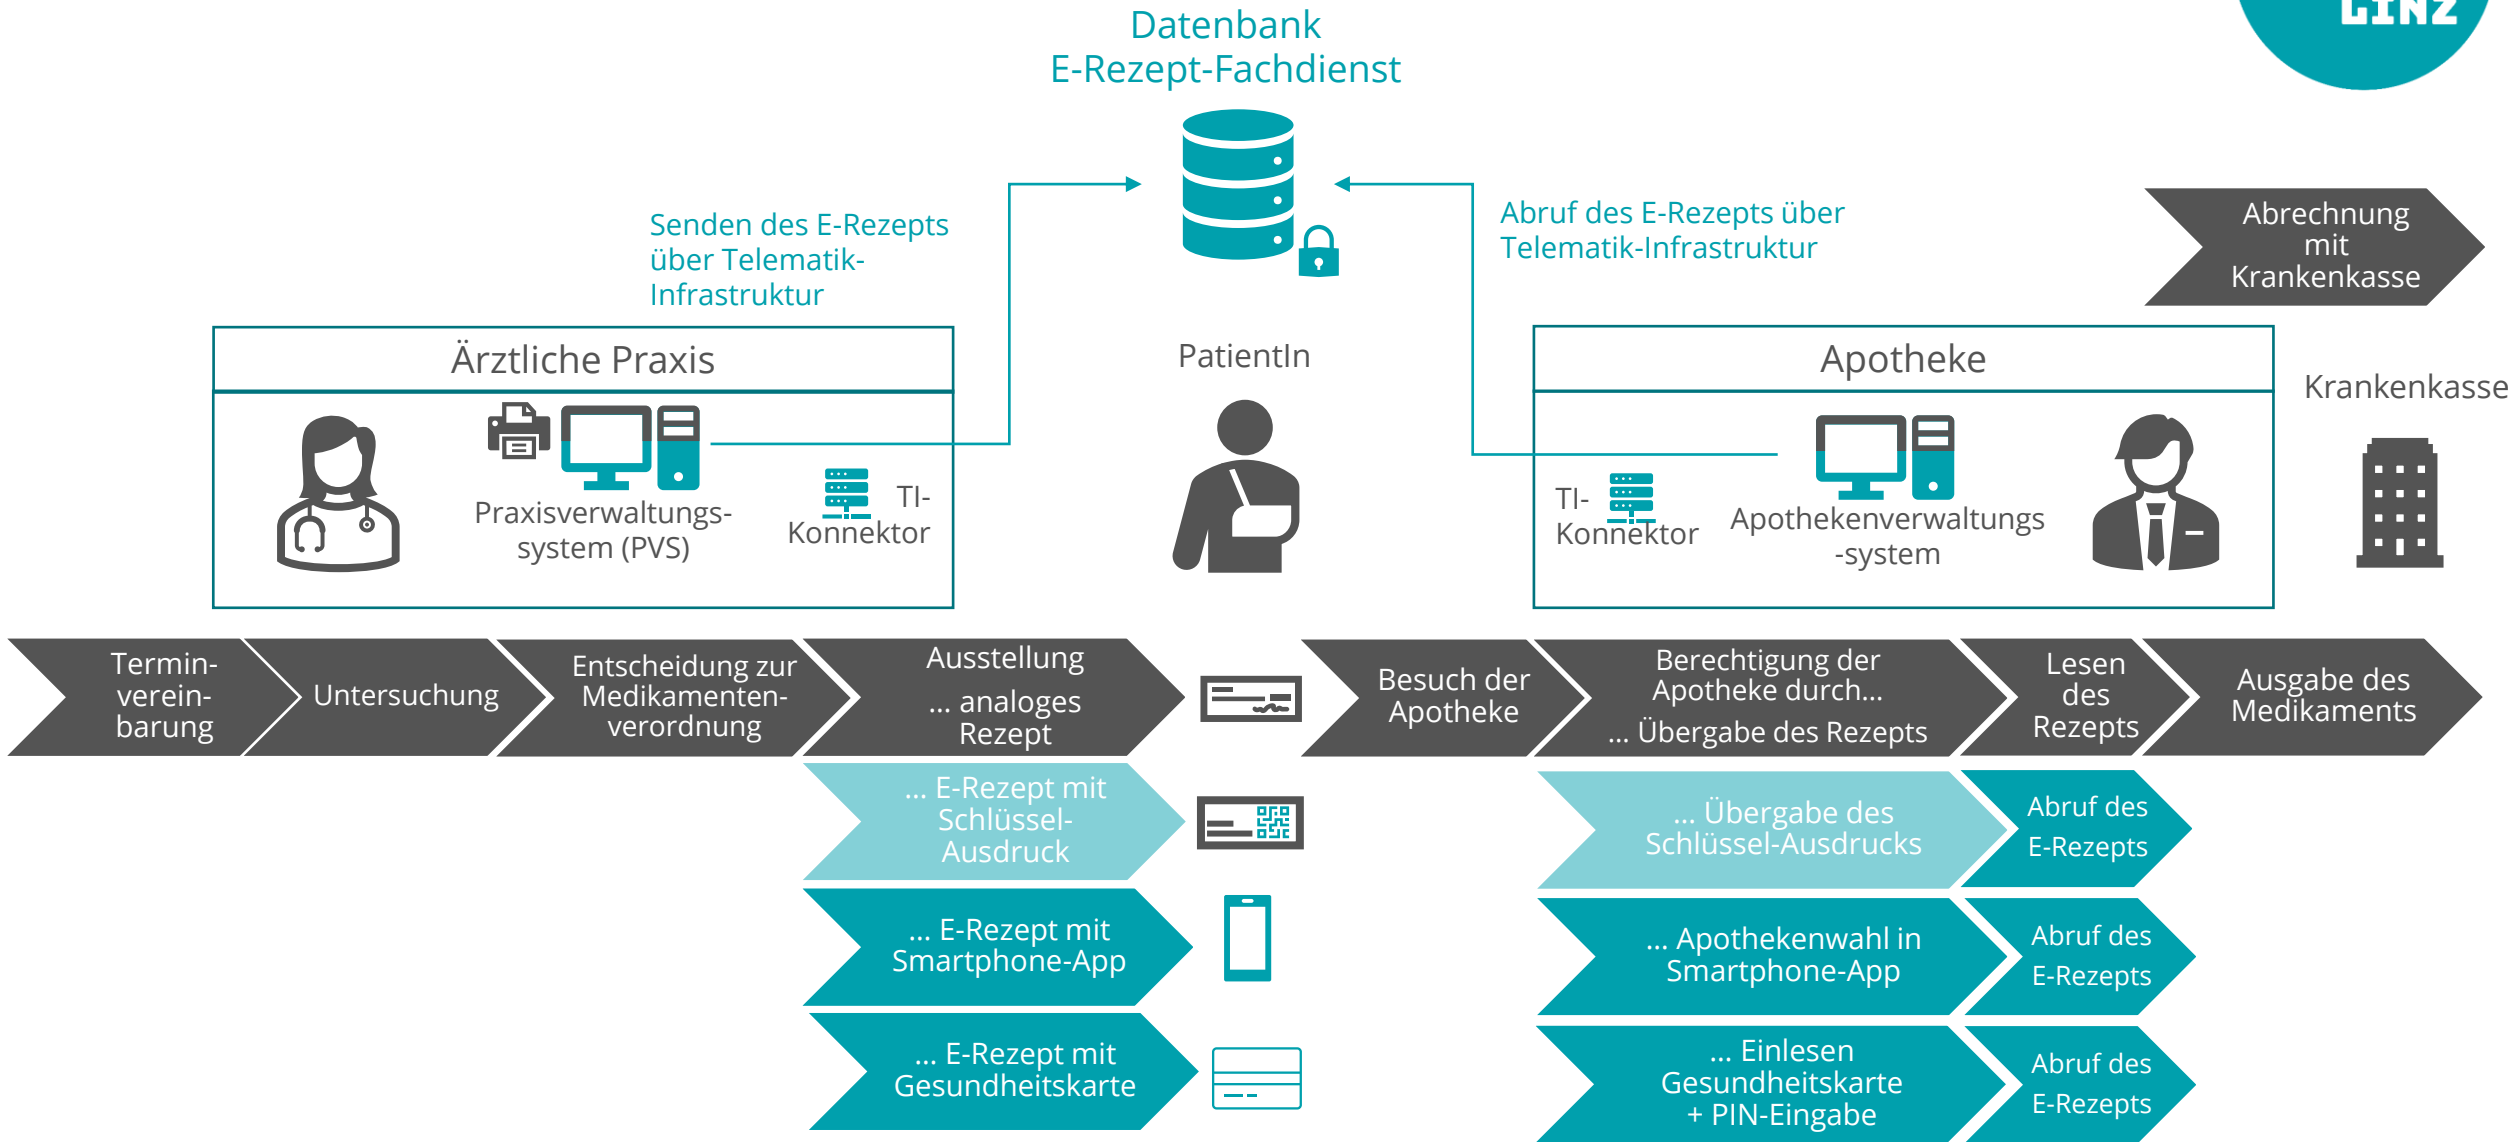 Datenbank
E-Rezept-Fachdienst
Senden des E-Rezepts
über Telematik-
Infrastruktur
Abruf des E-Rezepts über
Telematik-Infrastruktur
Abrechnung
mit
Krankenkasse
Ärztliche Praxis
PatientIn
Apotheke
Krankenkasse
Praxisverwaltungs-
system (PVS)
TI-
Konnektor
TI-
Konnektor
Apothekenverwaltungs
-system
Termin-
verein-
barung
Untersuchung
Entscheidung zur
Medikamenten-
verordnung
Ausstellung
... analoges
Rezept
Besuch der
Apotheke
Berechtigung der
Apotheke durch...
... Übergabe des Rezepts
Lesen
des
Rezepts
Ausgabe des
Medikaments
... E-Rezept mit
Schlüssel-
Ausdruck
... Übergabe des
Schlüssel-Ausdrucks
Abruf des
E-Rezepts
... E-Rezept mit
Smartphone-App
... Apothekenwahl in
Smartphone-App
Abruf des
E-Rezepts
... E-Rezept mit
Gesundheitskarte
... Einlesen
Gesundheitskarte
+ PIN-Eingabe
Abruf des
E-Rezepts